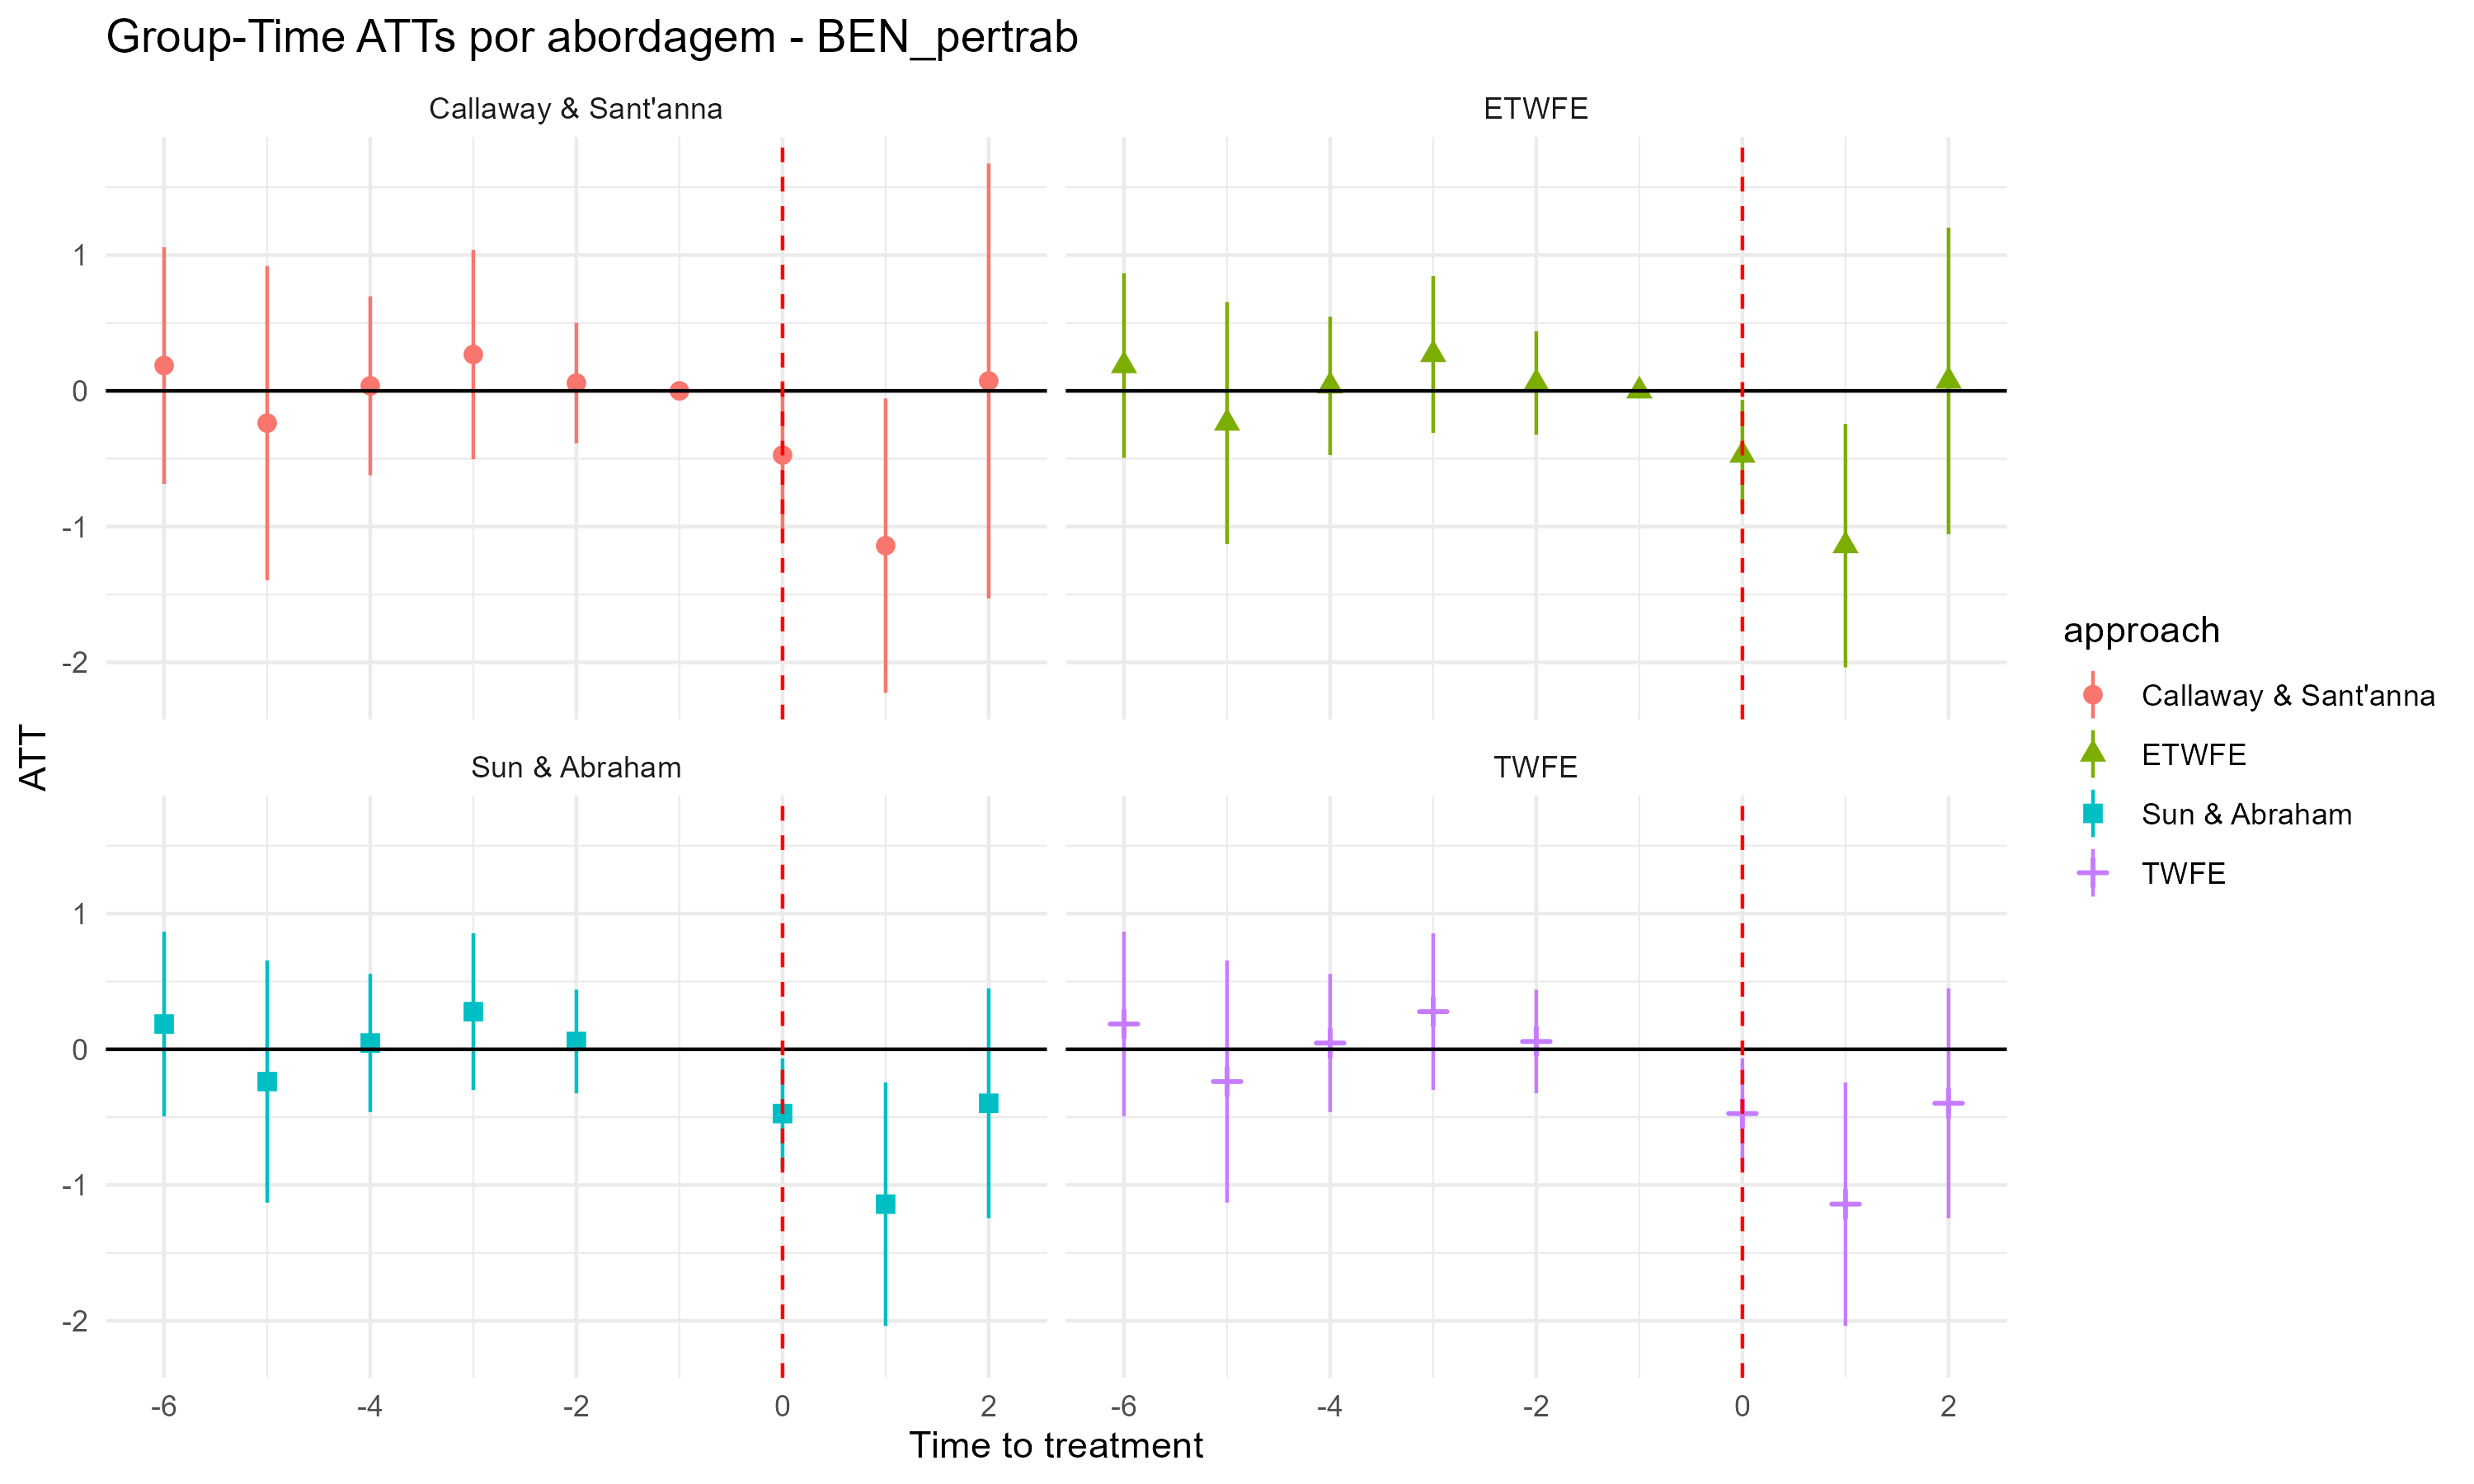 Group-Time ATTs por abordagem - BEN_pertrab
Callaway & Sant'anna
ETWFE
1
0
-1
-2
ATT
Sun & Abraham
TWFE
1
0
-1
-2
-6 -4 -2 0 2
-6 -4 -2 0 2
Time to treatment
approach
Callaway & Sant'anna
ETWFE
Sun & Abraham
TWFE